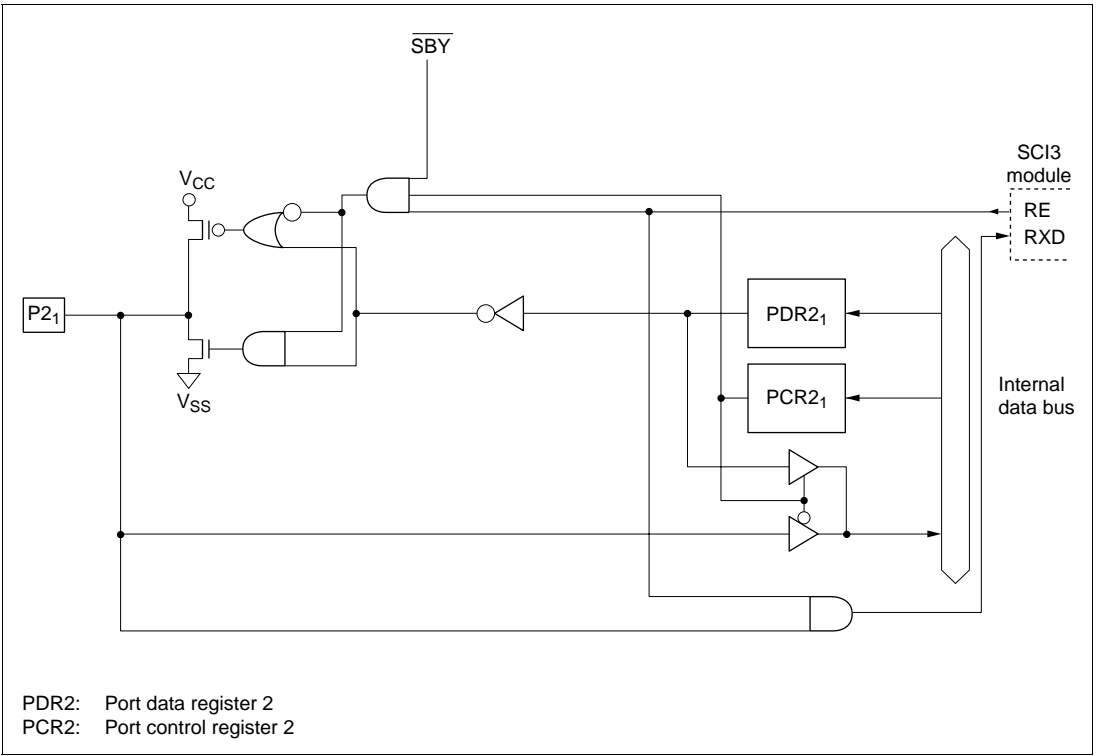 SBY
SCI3
module
VCC
RE
RXD
P21
PDR21
PCR21
Internal
data bus
VSS
PDR2: Port data register 2
PCR2: Port control register 2